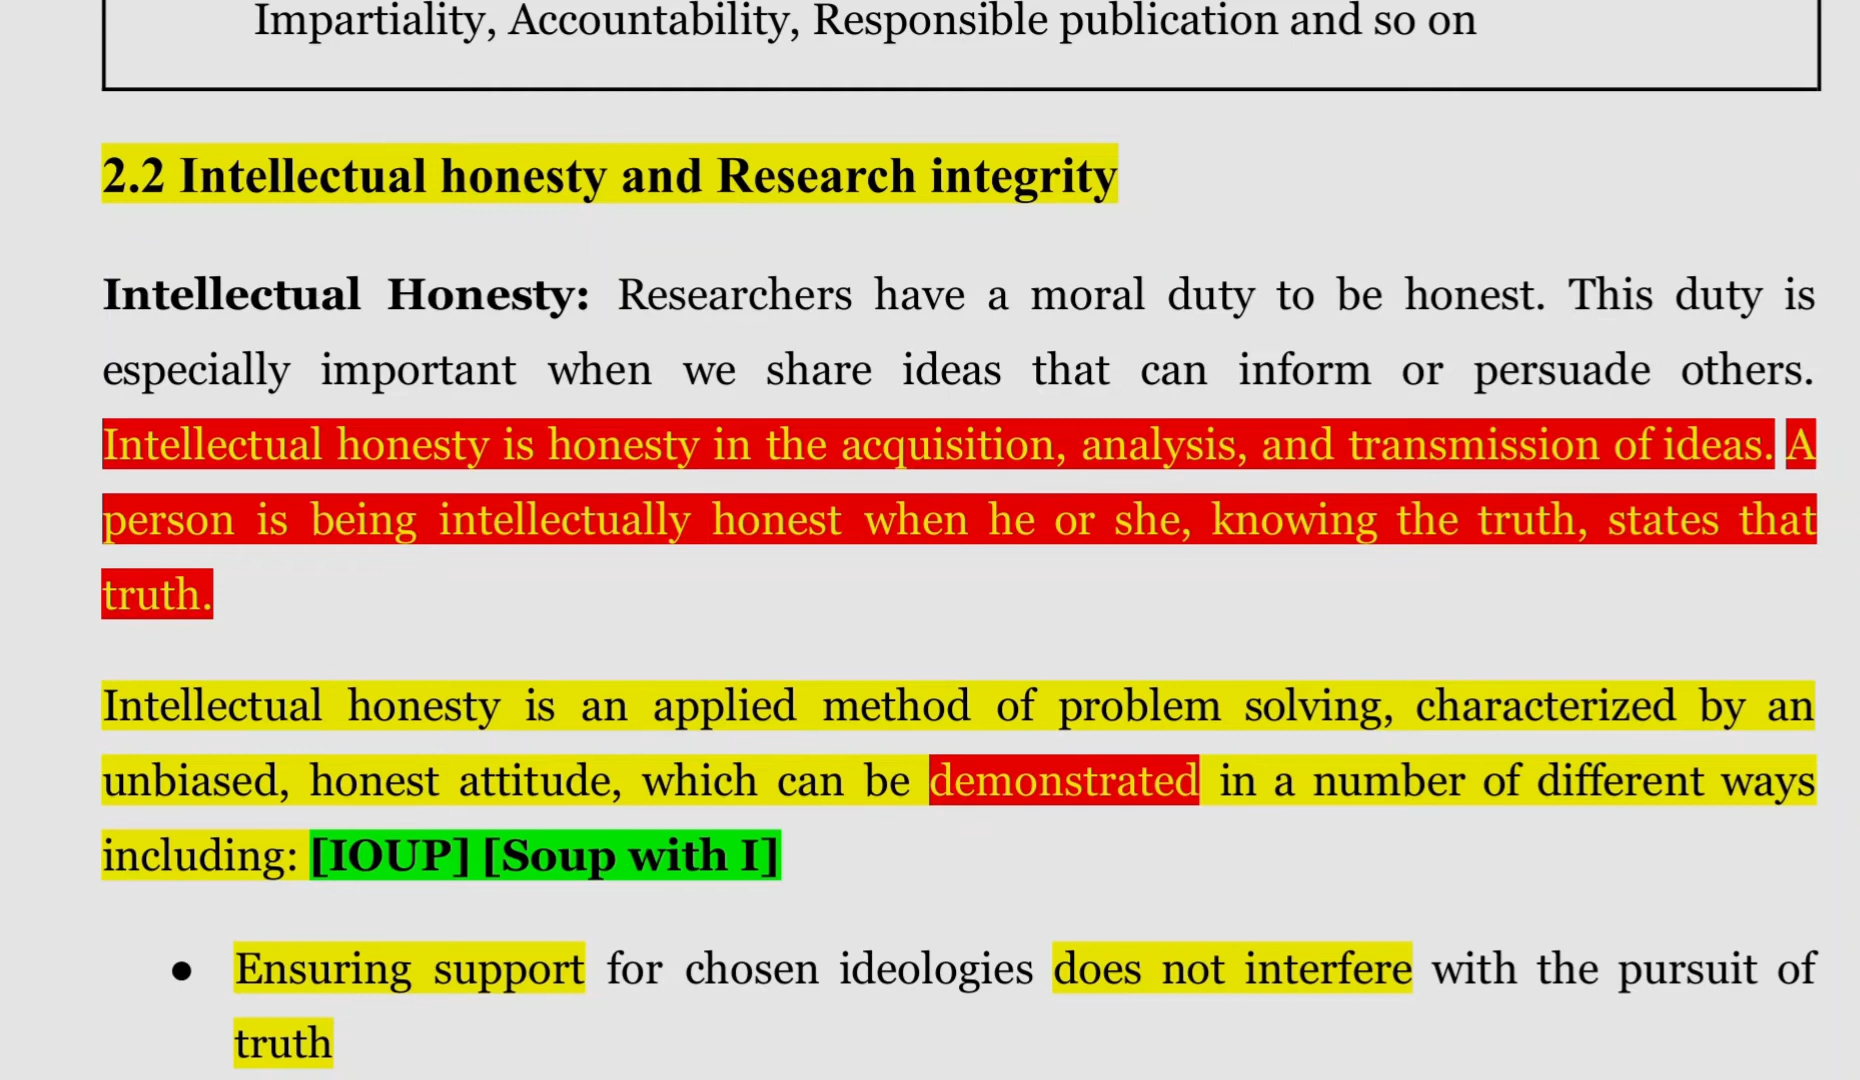 Impartiality, Accountability, Responsible publication and so on
2.2 Intellectual honesty and Research integrity
Intellectual Honesty: Researchers have a moral duty to be honest. This duty is
especially important when we share ideas that can inform or persuade others.
Intellectual honesty is honesty in the acquisition, analysis, and transmission of ideas. A
person is being intellectually honest when he or she, knowing the truth, states that
truth.
Intellectual honesty is an applied method of problem solving, characterized by an
unbiased, honest attitude, which can be demonstrated in a number of different ways
including: [IOUP] [Soup with I]
● Ensuring support for chosen ideologies does not interfere with the pursuit of
truth